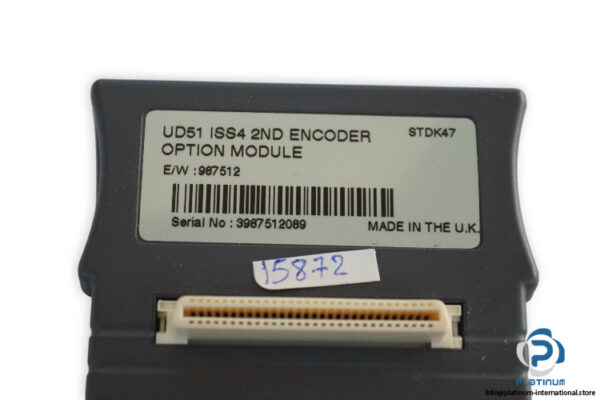 UD51 ISS4 2ND ENCODER STDK47
OPTION MODULE
E/W : 987512
Serial No : 3987512089 MADE IN THE U.K.
15872
PLATINUM
info@platinum-international.store